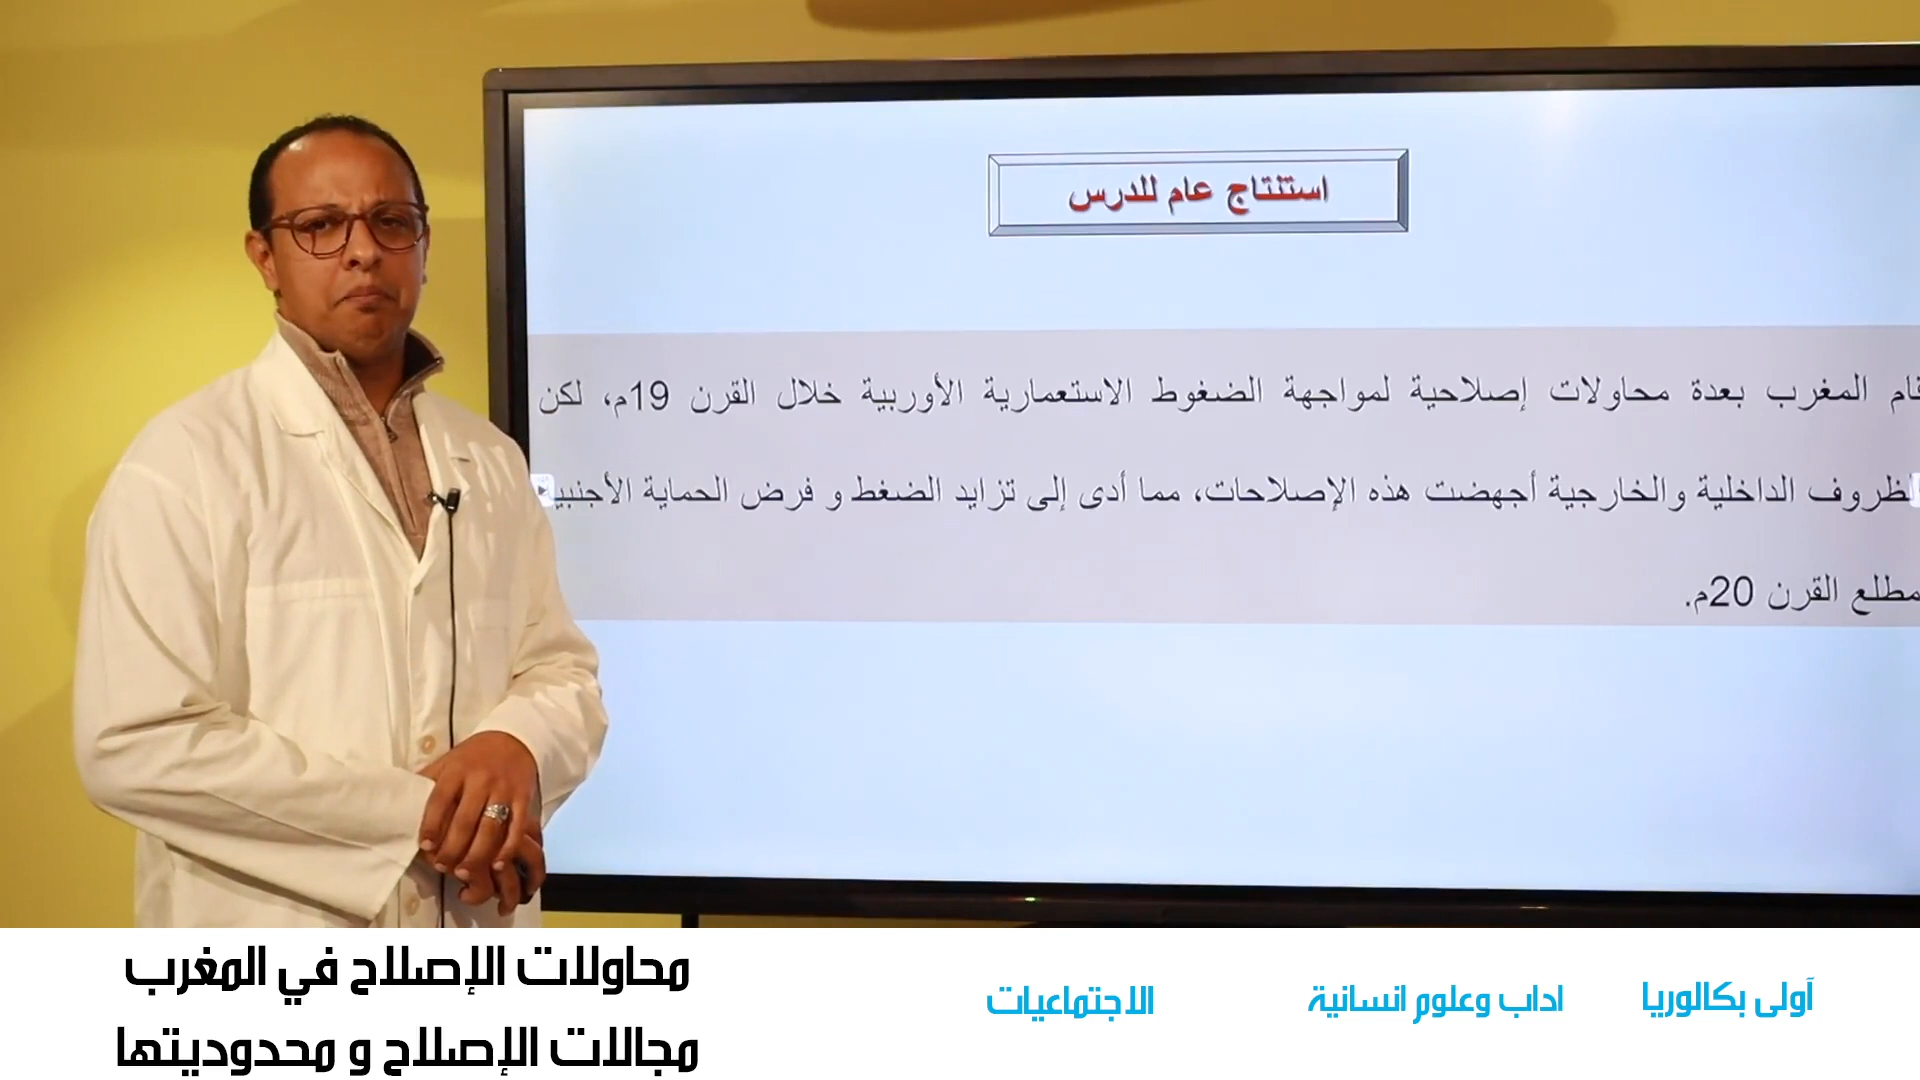 استنتاج عام للدرس
قام المغرب بعدة محاولات إصلاحية لمواجهة الضغوط الاستعمارية الأوربية خلال القرن 19م، لكن
الظروف الداخلية والخارجية أجهضت هذه الإصلاحات، مما أدى إلى تزايد الضغط و فرض الحماية الأجنبية
مطلع القرن 20م.
أولى بكالوريا
اداب وعلوم انسانية
الاجتماعيات
محاولات الإصلاح في المغرب
مجالات الإصلاح و محدوديتها